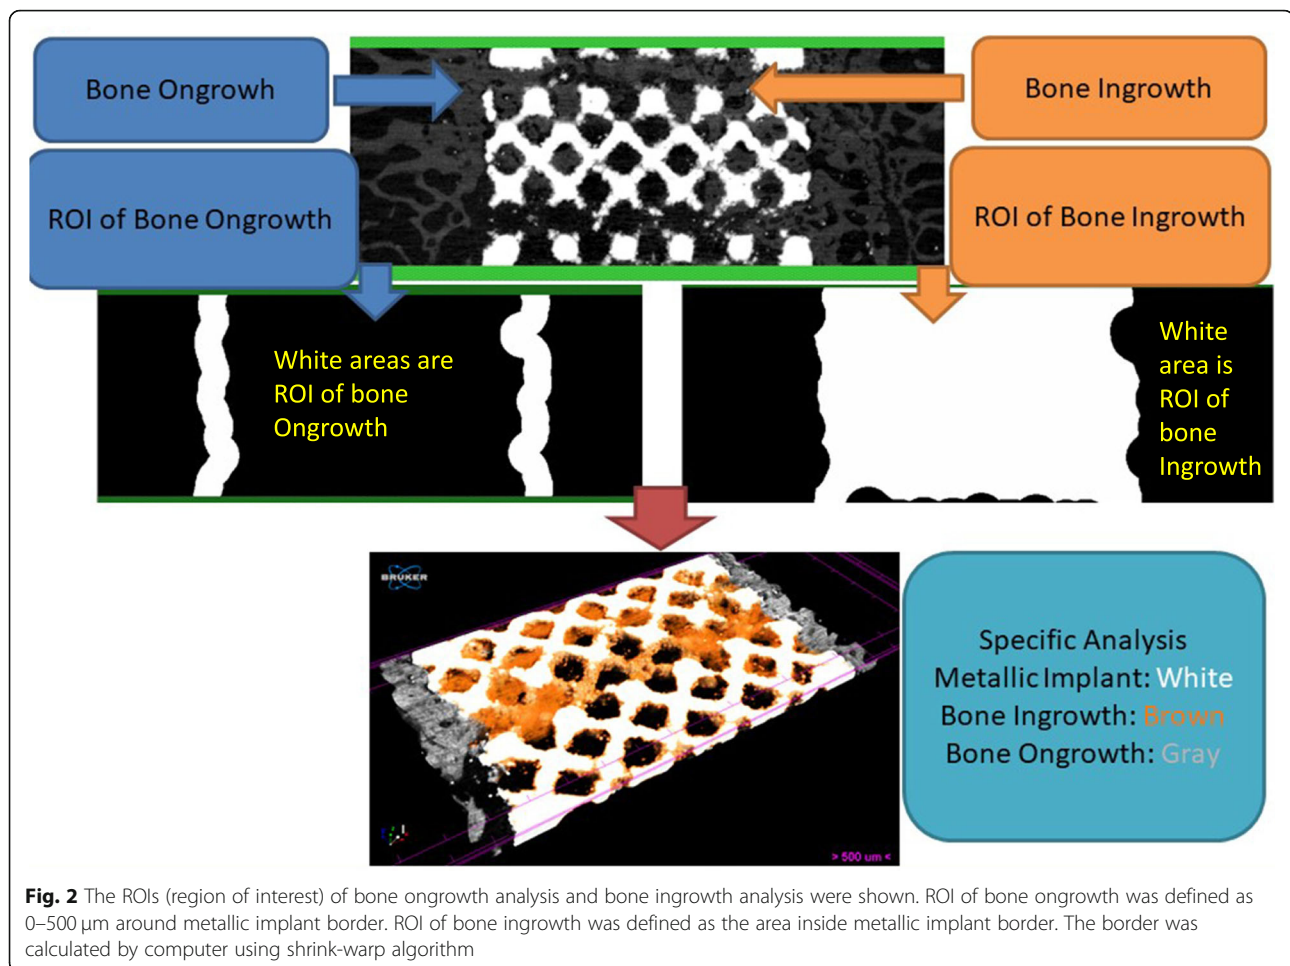 Bone Ongrowh
Bone Ingrowth
ROI of Bone Ongrowth
ROI of Bone Ingrowth
White areas are
ROI of bone
Ongrowth
White
area is
ROI of
bone
Ingrowth
BRUKER
> 500 um <
Specific Analysis
Metallic Implant: White
Bone Ingrowth: Brown
Bone Ongrowth: Gray
Fig. 2 The ROIs (region of interest) of bone ongrowth analysis and bone ingrowth analysis were shown. ROI of bone ongrowth was defined as
0–500 μm around metallic implant border. ROI of bone ingrowth was defined as the area inside metallic implant border. The border was
calculated by computer using shrink-warp algorithm